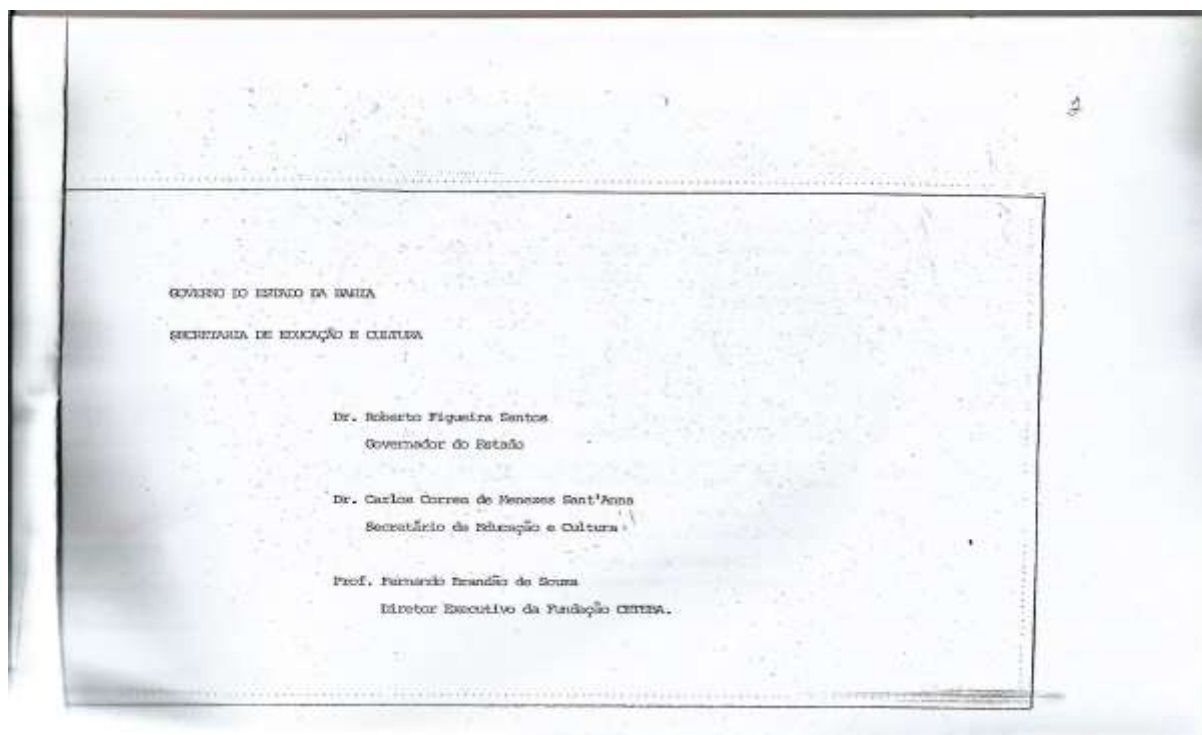 2
GOVERNO DO ESTADO DA BAHIA
SECRETARIA DE EDUCAÇÃO E CULTURA
Dr. Roberto Figueira Santos
Governador do Estado
Dr. Carlos Correa de Menezes Sant'Anna
Secretário de Educação e Cultura
Prof. Fernando Brandão de Souza
Diretor Executivo da Fundação CETEBA.